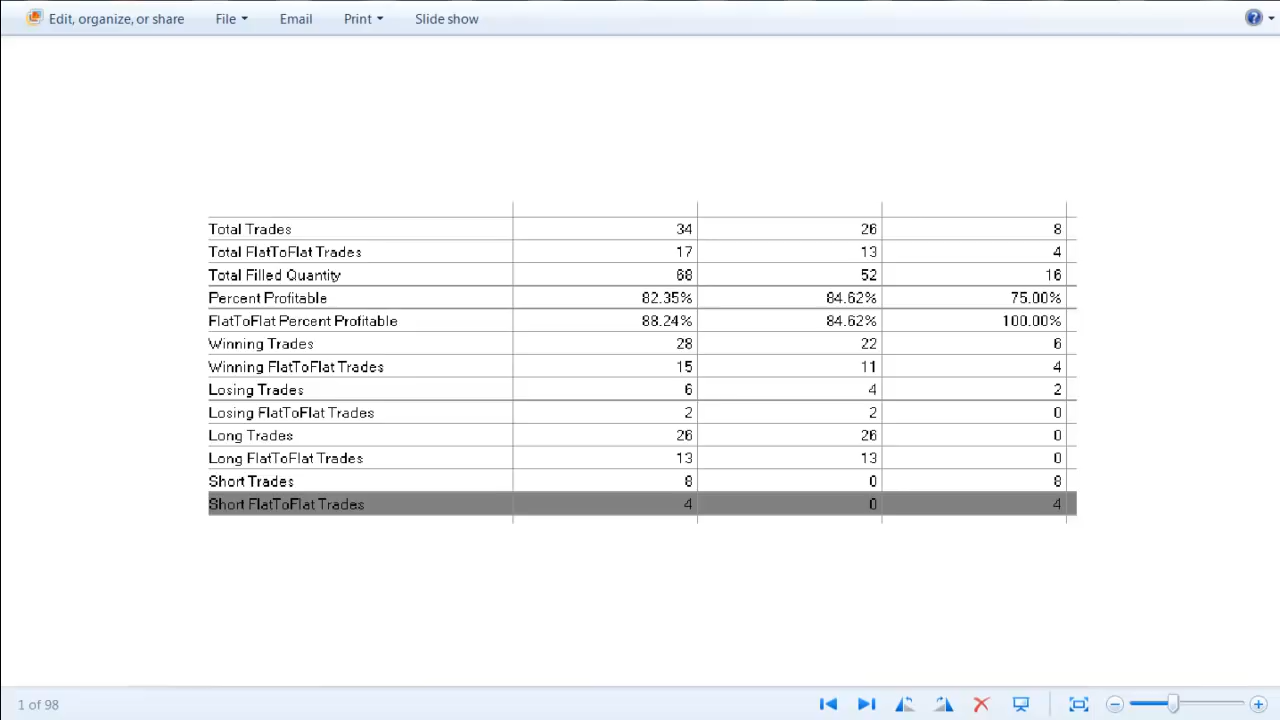 Edit, organize, or share File Email Print Slide show
Total Trades 34 26 8
Total FlatToFlat Trades 17 13 4
Total Filled Quantity 68 52 16
Percent Profitable 82.35% 84.62% 75.00%
FlatToFlat Percent Profitable 88.24% 84.62% 100.00%
Winning Trades 28 22 6
Winning FlatToFlat Trades 15 11 4
Losing Trades 6 4 2
Losing FlatToFlat Trades 2 2 0
Long Trades 26 26 0
Long FlatToFlat Trades 13 13 0
Short Trades 8 0 8
Short FlatToFlat Trades 4 0 4
1 of 98